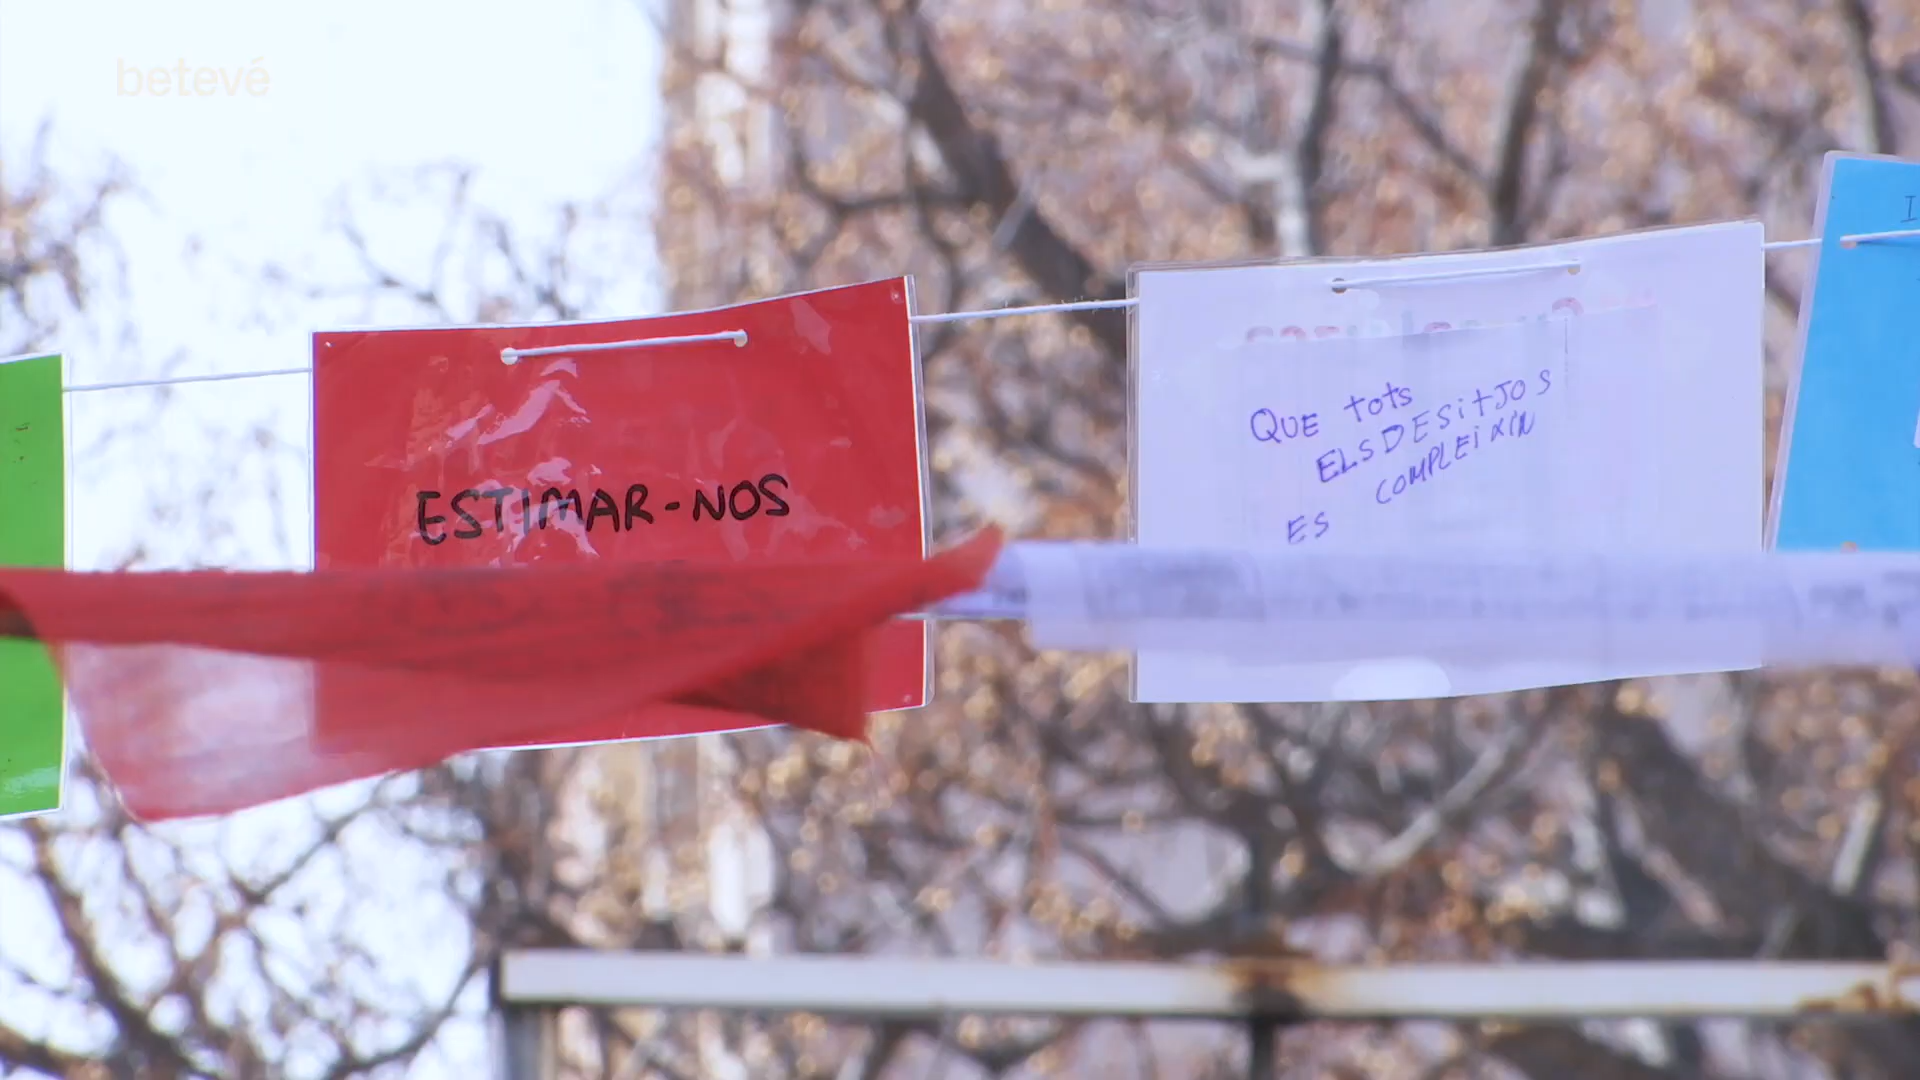 betevé
ESTIMAR-NOS
QUE tots
ELS DESiTJOS
ES COMPLEiXIN